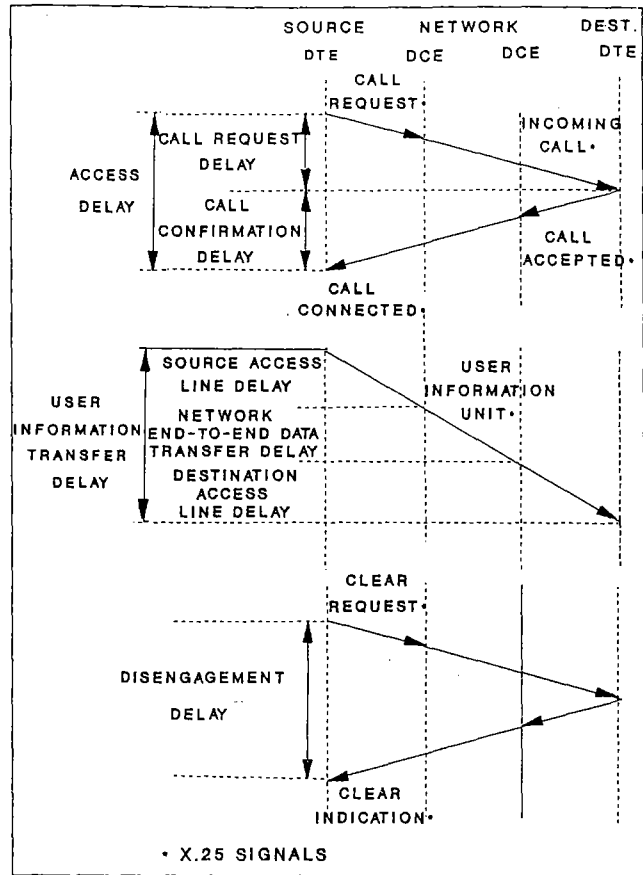 SOURCE NETWORK DEST.
DTE DCE DCE DTE
CALL
REQUEST*
CALL REQUEST
DELAY
INCOMING
CALL*
ACCESS
DELAY
CALL
CONFIRMATION
DELAY
CALL
ACCEPTED*
CALL
CONNECTED*
SOURCE ACCESS
LINE DELAY
USER
INFORMATION
UNIT*
USER
INFORMATION
TRANSFER
DELAY
NETWORK
END-TO-END DATA
TRANSFER DELAY
DESTINATION
ACCESS
LINE DELAY
CLEAR
REQUEST*
DISENGAGEMENT
DELAY
CLEAR
INDICATION*
* X.25 SIGNALS